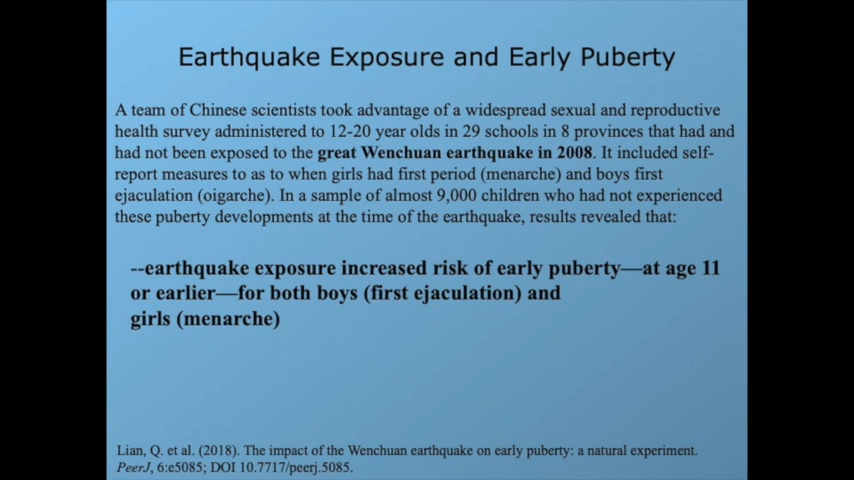 Earthquake Exposure and Early Puberty
A team of Chinese scientists took advantage of a widespread sexual and reproductive
health survey administered to 12-20 year olds in 29 schools in 8 provinces that had and
had not been exposed to the great Wenchuan earthquake in 2008. It included self-
report measures to as to when girls had first period (menarche) and boys first
ejaculation (oigarche). In a sample of almost 9,000 children who had not experienced
these puberty developments at the time of the earthquake, results revealed that:
--earthquake exposure increased risk of early puberty—at age 11
or earlier—for both boys (first ejaculation) and
girls (menarche)
Lian, Q. et al. (2018). The impact of the Wenchuan earthquake on early puberty: a natural experiment.
PeerJ, 6:e5085; DOI 10.7717/peerj.5085.